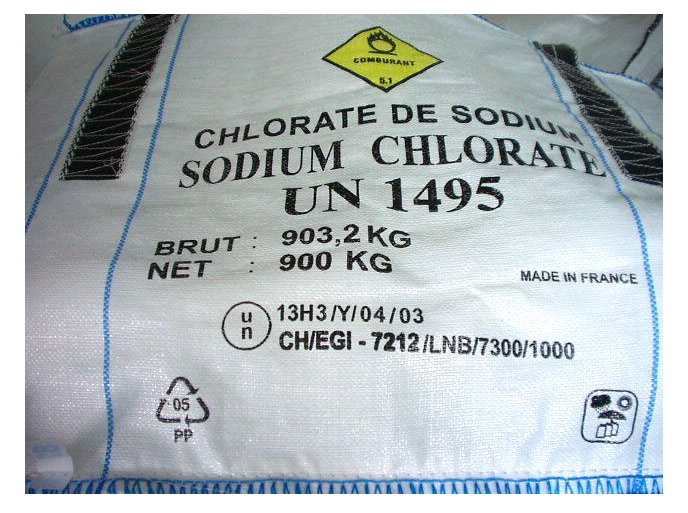 COMBURANT
5.1
CHLORATE DE SODIUM
SODIUM CHLORATE
UN 1495
BRUT : 903,2 KG
NET : 900 KG
MADE IN FRANCE
un 13H3/Y/04/03
CH/EGI - 7212/LNB/7300/1000
05
PP